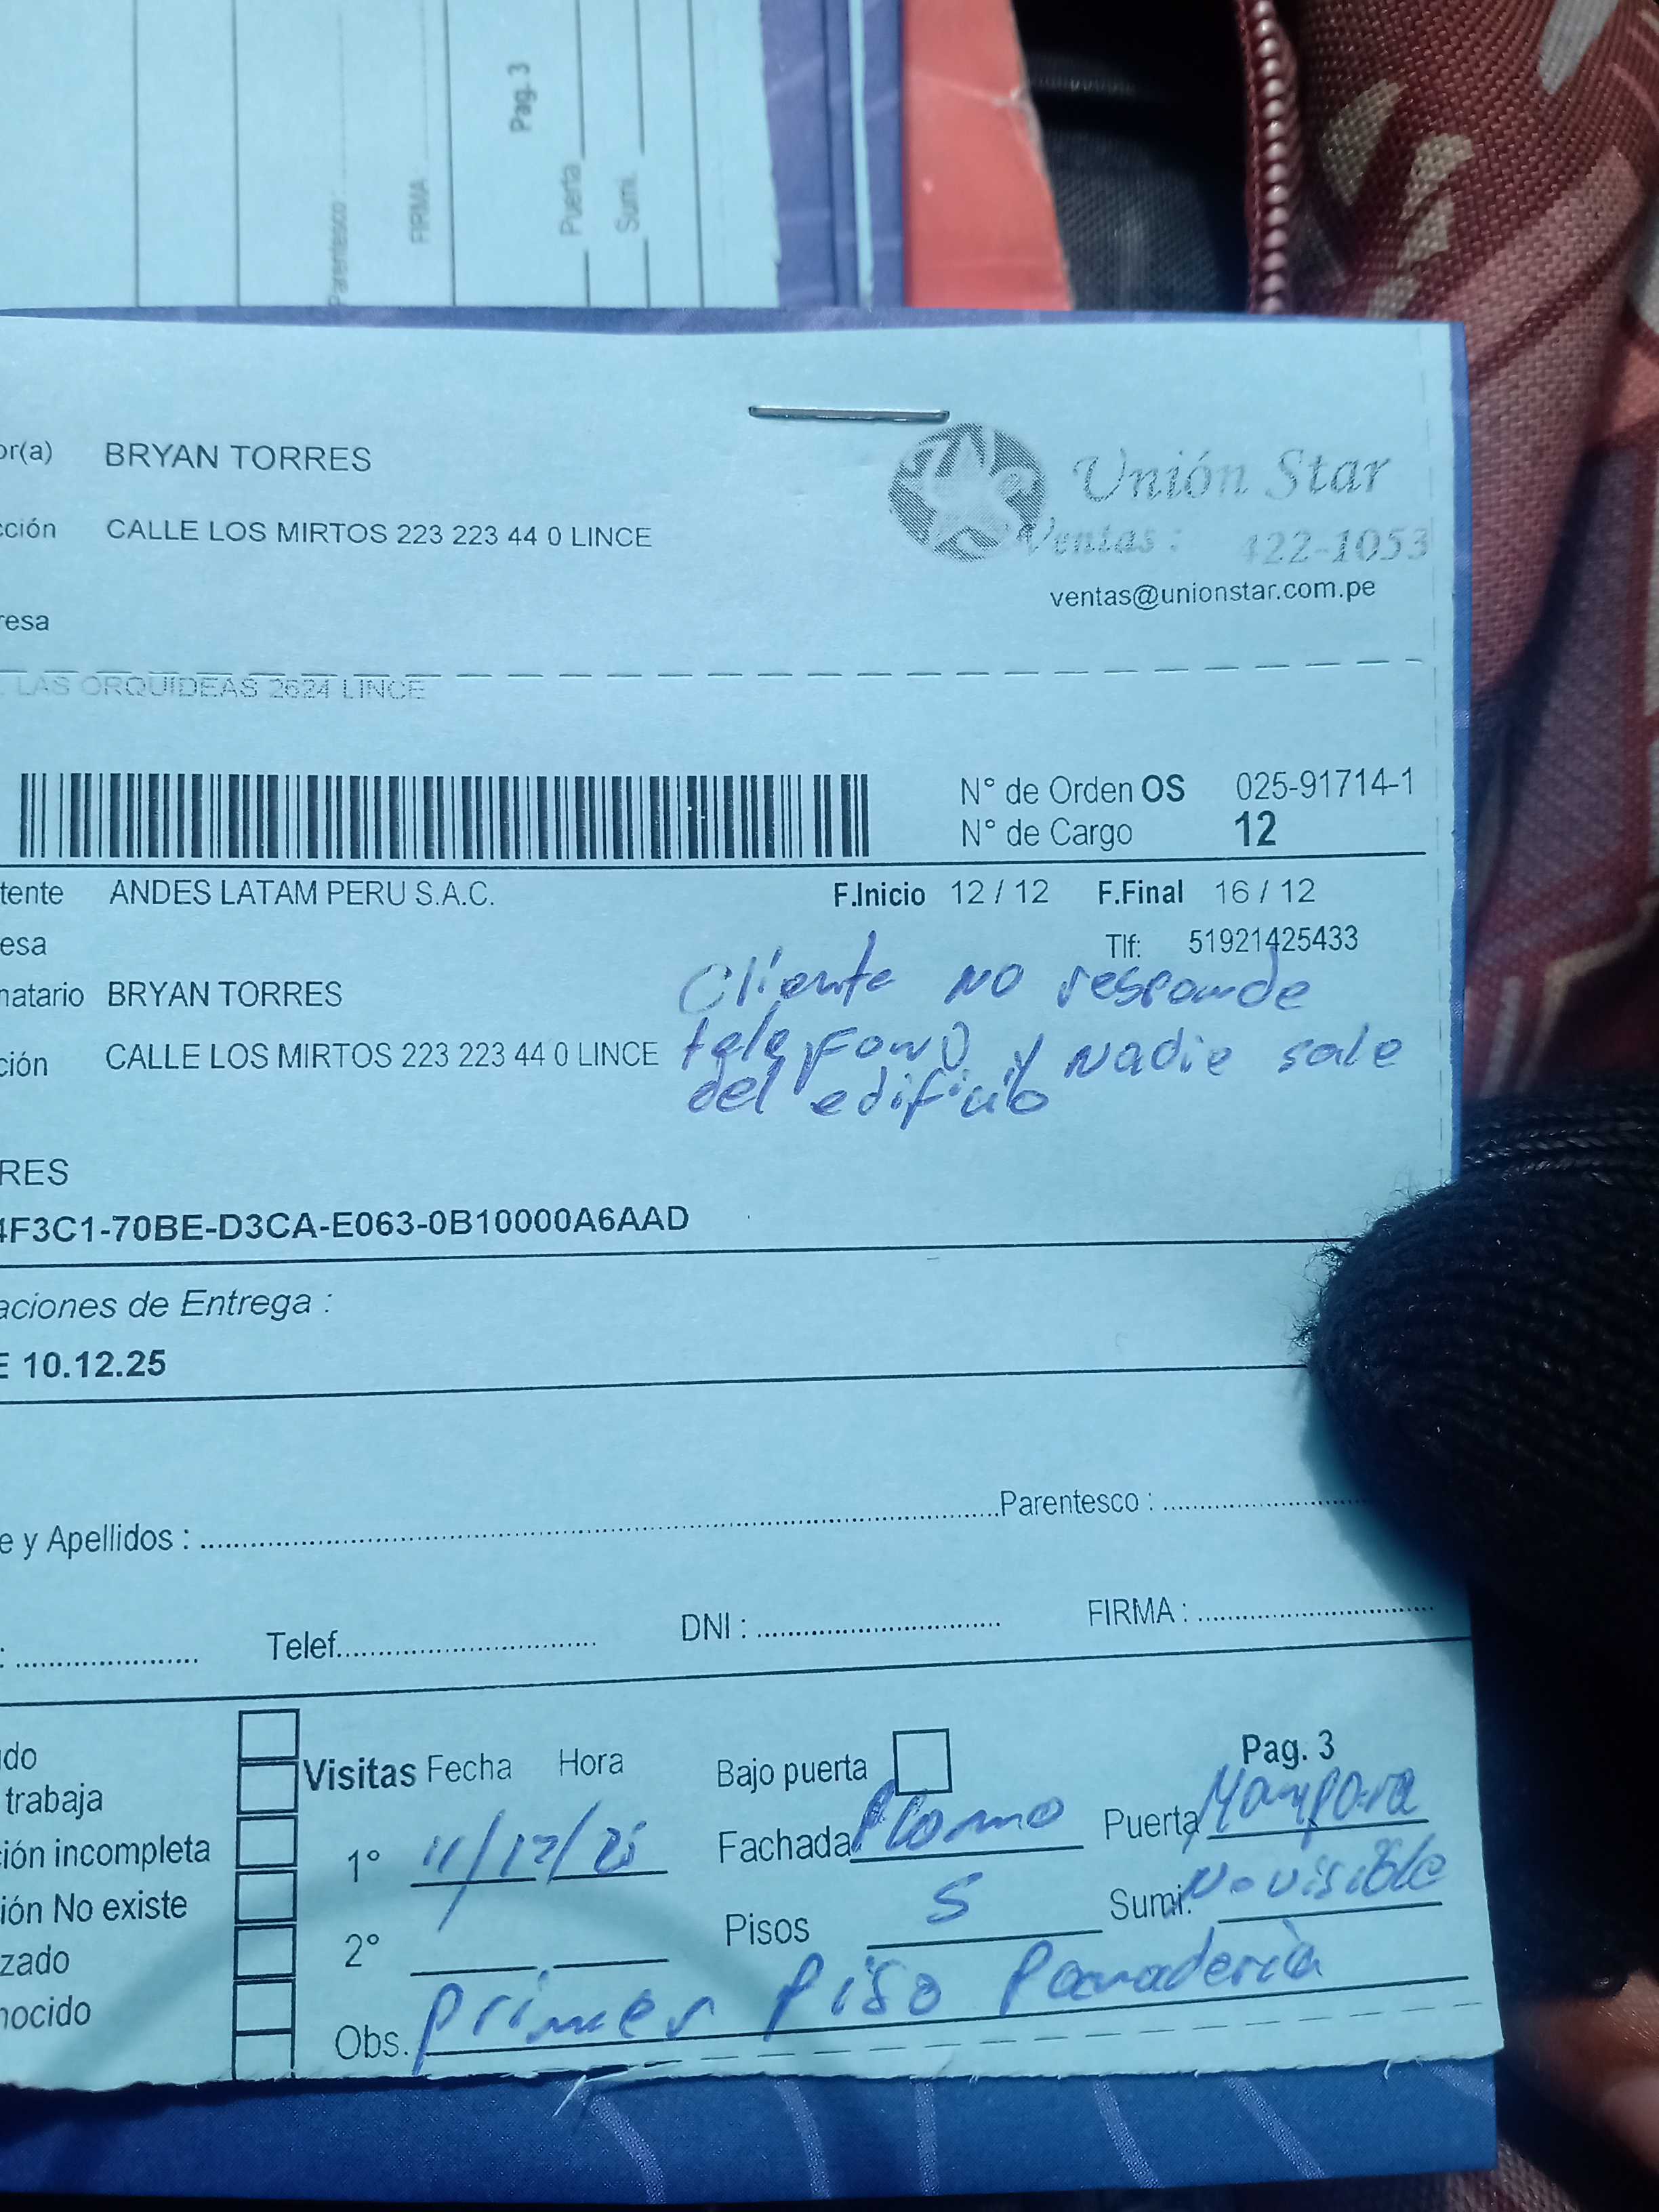 Pag. 3
Parentesco :
FIRMA
Puerta
Sumi.
or(a) BRYAN TORRES
Unión Star
cción CALLE LOS MIRTOS 223 223 44 0 LINCE
Ventas : 422-1053
ventas@unionstar.com.pe
resa
LAS ORQUIDEAS 2624 LINCE
N° de Orden OS 025-91714-1
N° de Cargo 12
tente ANDES LATAM PERU S.A.C. F.Inicio 12 / 12 F.Final 16 / 12
esa Tlf: 51921425433
natario BRYAN TORRES
Cliente NO responde
ción CALLE LOS MIRTOS 223 223 44 0 LINCE
telefono y Nadie sale
del edificio
RES
4F3C1-70BE-D3CA-E063-0B10000A6AAD
aciones de Entrega :
E 10.12.25
e y Apellidos : Parentesco :
: Telef. DNI : FIRMA :
do
Visitas Fecha Hora Bajo puerta Pag. 3
trabaja
ción incompleta 1° Fachada Plomo Puerta Mampara
ión No existe
Pisos 5 Sumi. No visible
zado 2°
nocido
Obs. Primer Piso Panadería